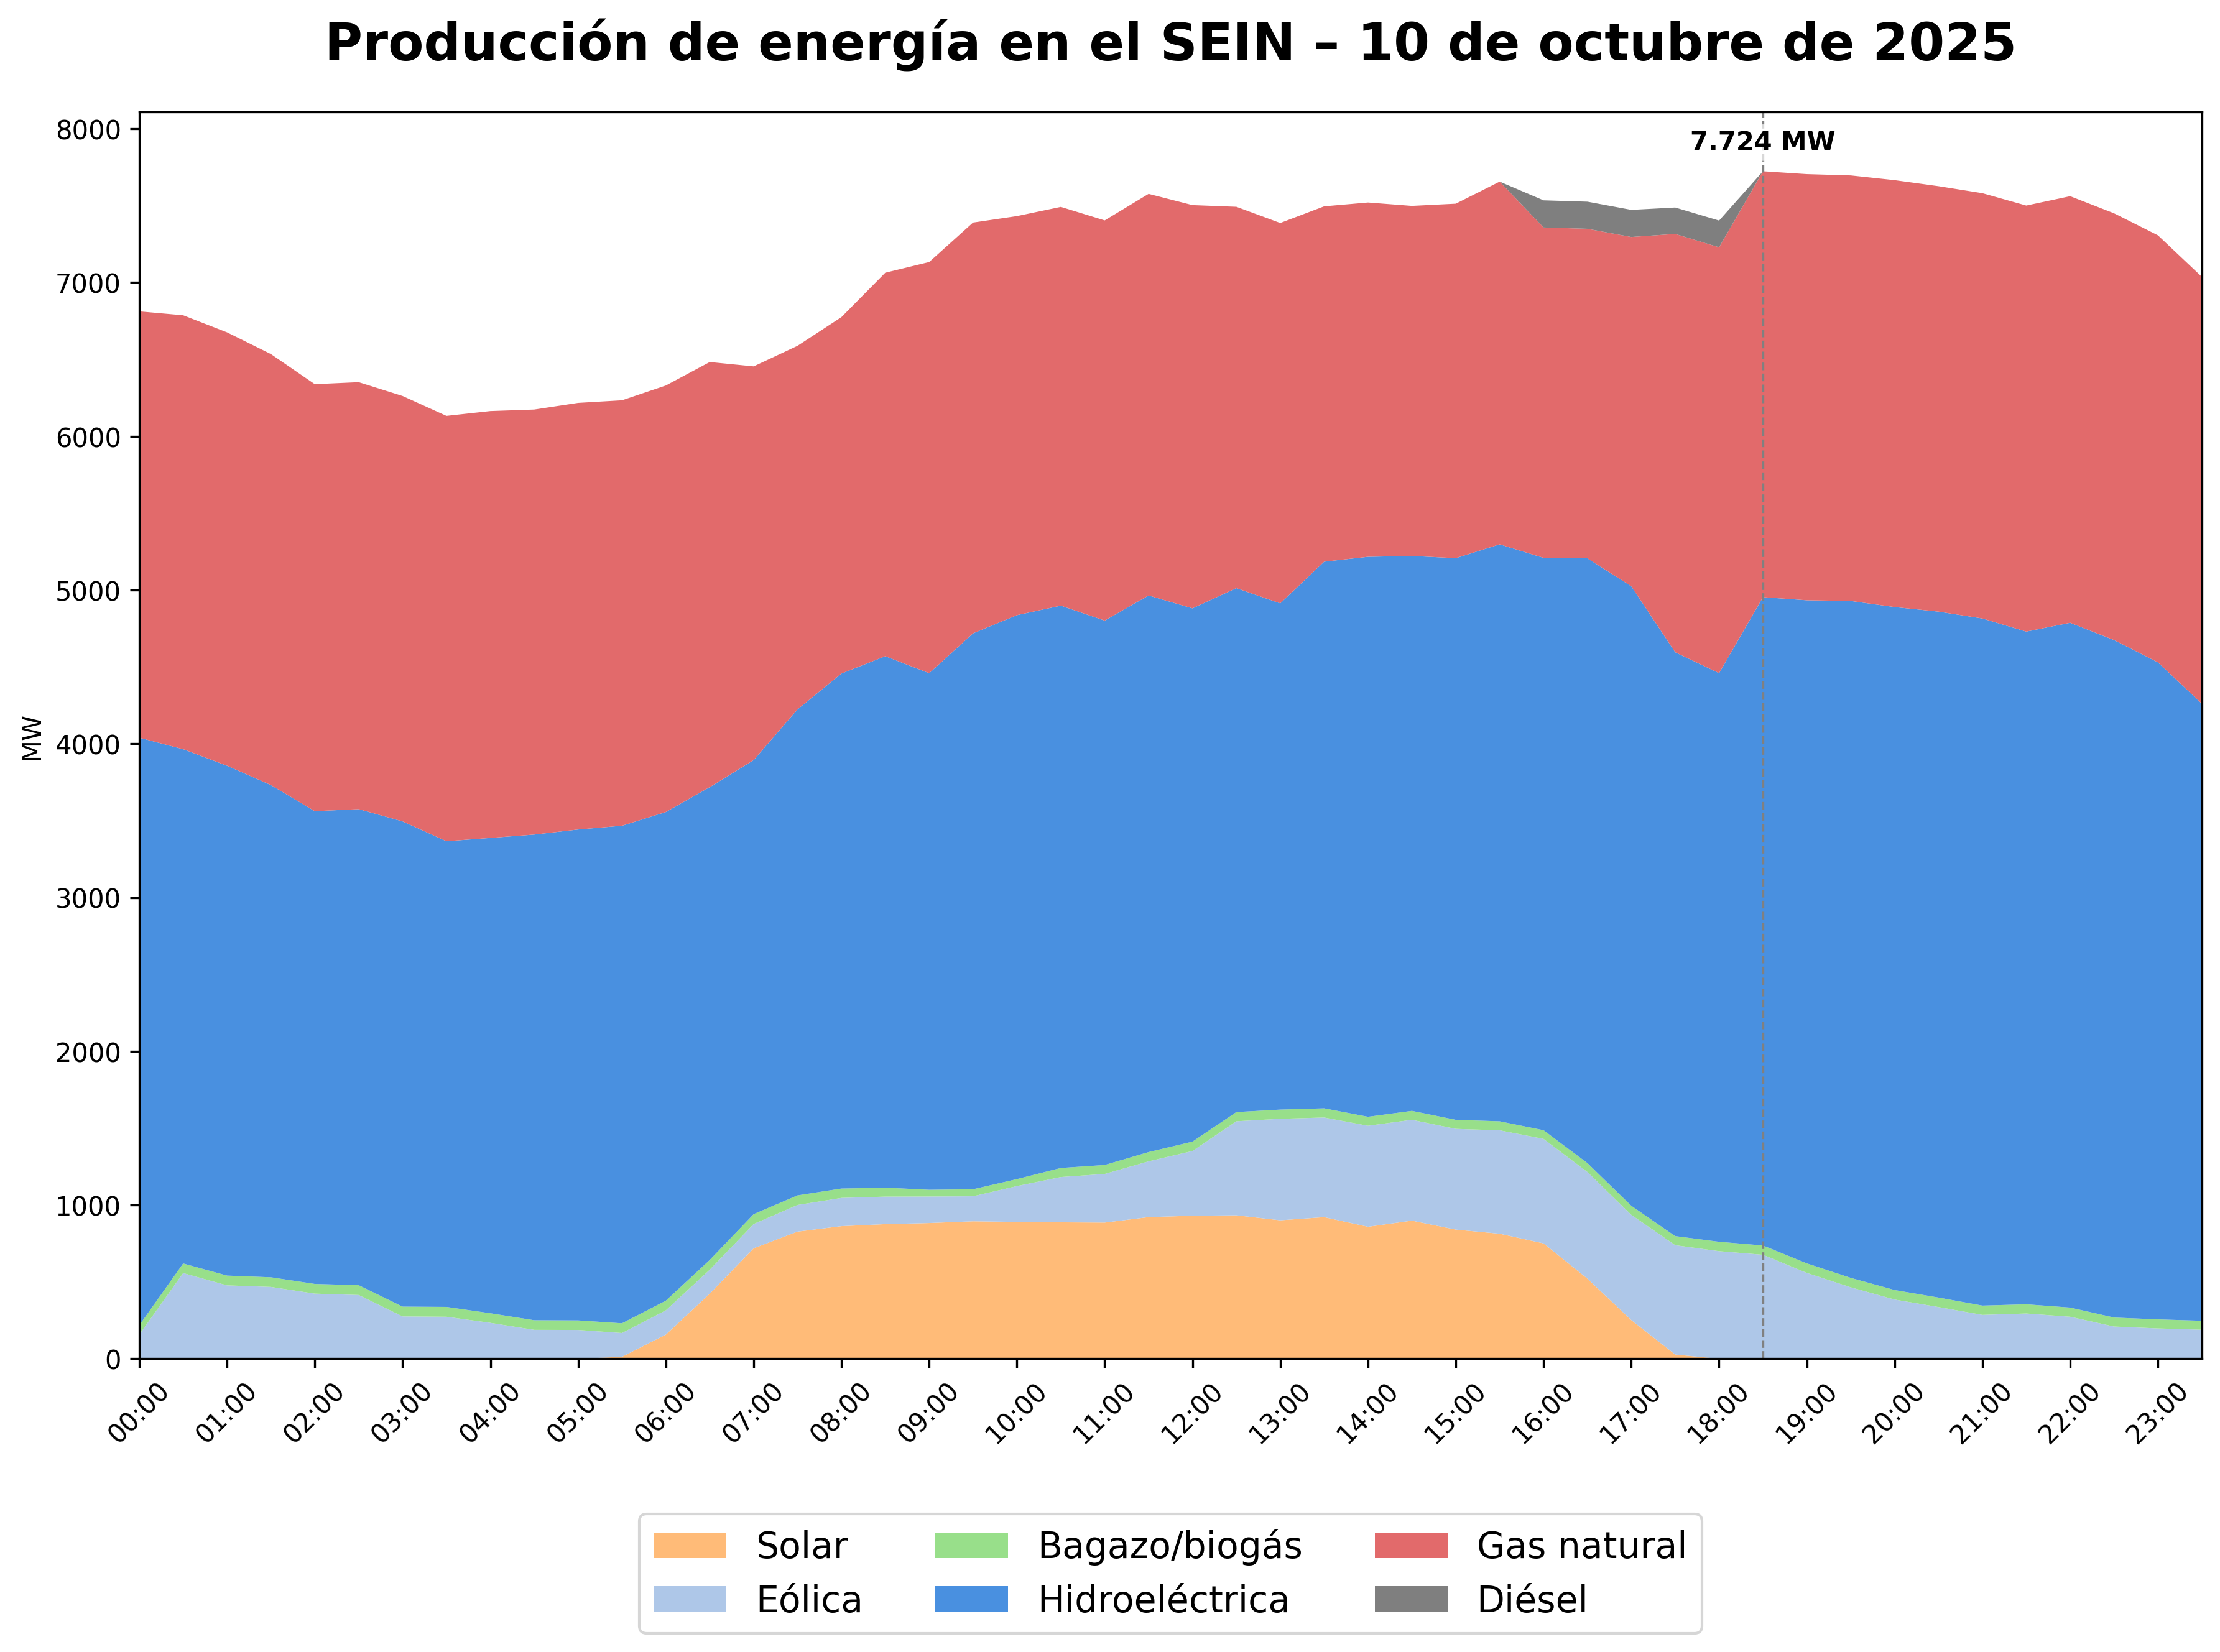 Producción de energía en el SEIN – 10 de octubre de 2025
7.724 MW
8000
7000
6000
5000
4000
3000
2000
1000
0
MW
00:00 01:00 02:00 03:00 04:00 05:00 06:00 07:00 08:00 09:00 10:00 11:00 12:00 13:00 14:00 15:00 16:00 17:00 18:00 19:00 20:00 21:00 22:00 23:00
Solar Bagazo/biogás Gas natural
Eólica Hidroeléctrica Diésel